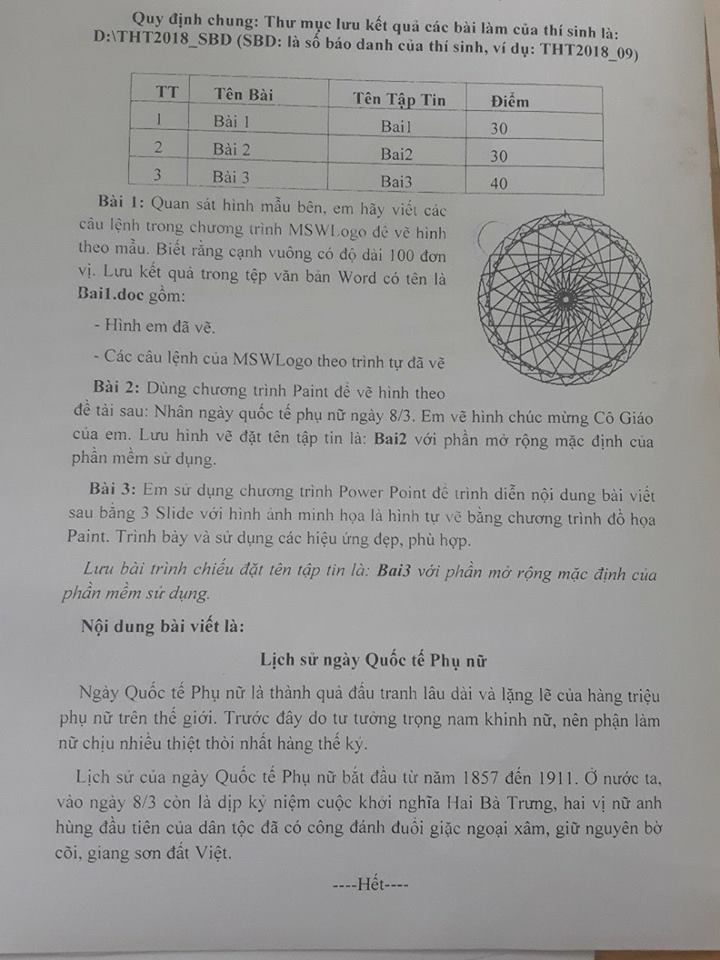 Quy định chung: Thư mục lưu kết quả các bài làm của thí sinh là:
D:\THT2018_SBD (SBD: là số báo danh của thí sinh, ví dụ: THT2018_09)
TT Tên Bài Tên Tập Tin Điểm
1 Bài 1 Bai1 30
2 Bài 2 Bai2 30
3 Bài 3 Bai3 40
Bài 1: Quan sát hình mẫu bên, em hãy viết các
câu lệnh trong chương trình MSWLogo để vẽ hình
theo mẫu. Biết rằng cạnh vuông có độ dài 100 đơn
vị. Lưu kết quả trong tệp văn bản Word có tên là
Bai1.doc gồm:
- Hình em đã vẽ.
- Các câu lệnh của MSWLogo theo trình tự đã vẽ
Bài 2: Dùng chương trình Paint để vẽ hình theo
đề tài sau: Nhân ngày quốc tế phụ nữ ngày 8/3. Em vẽ hình chúc mừng Cô Giáo
của em. Lưu hình vẽ đặt tên tập tin là: Bai2 với phần mở rộng mặc định của
phần mềm sử dụng.
Bài 3: Em sử dụng chương trình Power Point để trình diễn nội dung bài viết
sau bằng 3 Slide với hình ảnh minh họa là hình tự vẽ bằng chương trình đồ họa
Paint. Trình bày và sử dụng các hiệu ứng đẹp, phù hợp.
Lưu bài trình chiếu đặt tên tập tin là: Bai3 với phần mở rộng mặc định của
phần mềm sử dụng.
Nội dung bài viết là:
Lịch sử ngày Quốc tế Phụ nữ
Ngày Quốc tế Phụ nữ là thành quả đấu tranh lâu dài và lặng lẽ của hàng triệu
phụ nữ trên thế giới. Trước đây do tư tưởng trọng nam khinh nữ, nên phận làm
nữ chịu nhiều thiệt thòi nhất hàng thế kỷ.
Lịch sử của ngày Quốc tế Phụ nữ bắt đầu từ năm 1857 đến 1911. Ở nước ta,
vào ngày 8/3 còn là dịp kỷ niệm cuộc khởi nghĩa Hai Bà Trưng, hai vị nữ anh
hùng đầu tiên của dân tộc đã có công đánh đuổi giặc ngoại xâm, giữ nguyên bờ
cõi, giang sơn đất Việt.
----Hết----